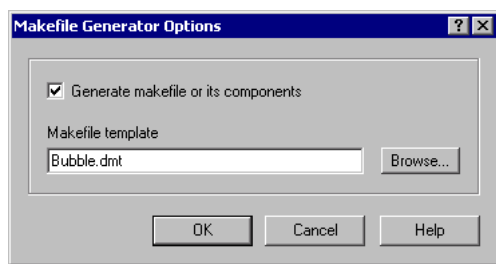 Makefile Generator Options
Generate makefile or its components
Makefile template
Bubble.dmt
Browse...
OK
Cancel
Help